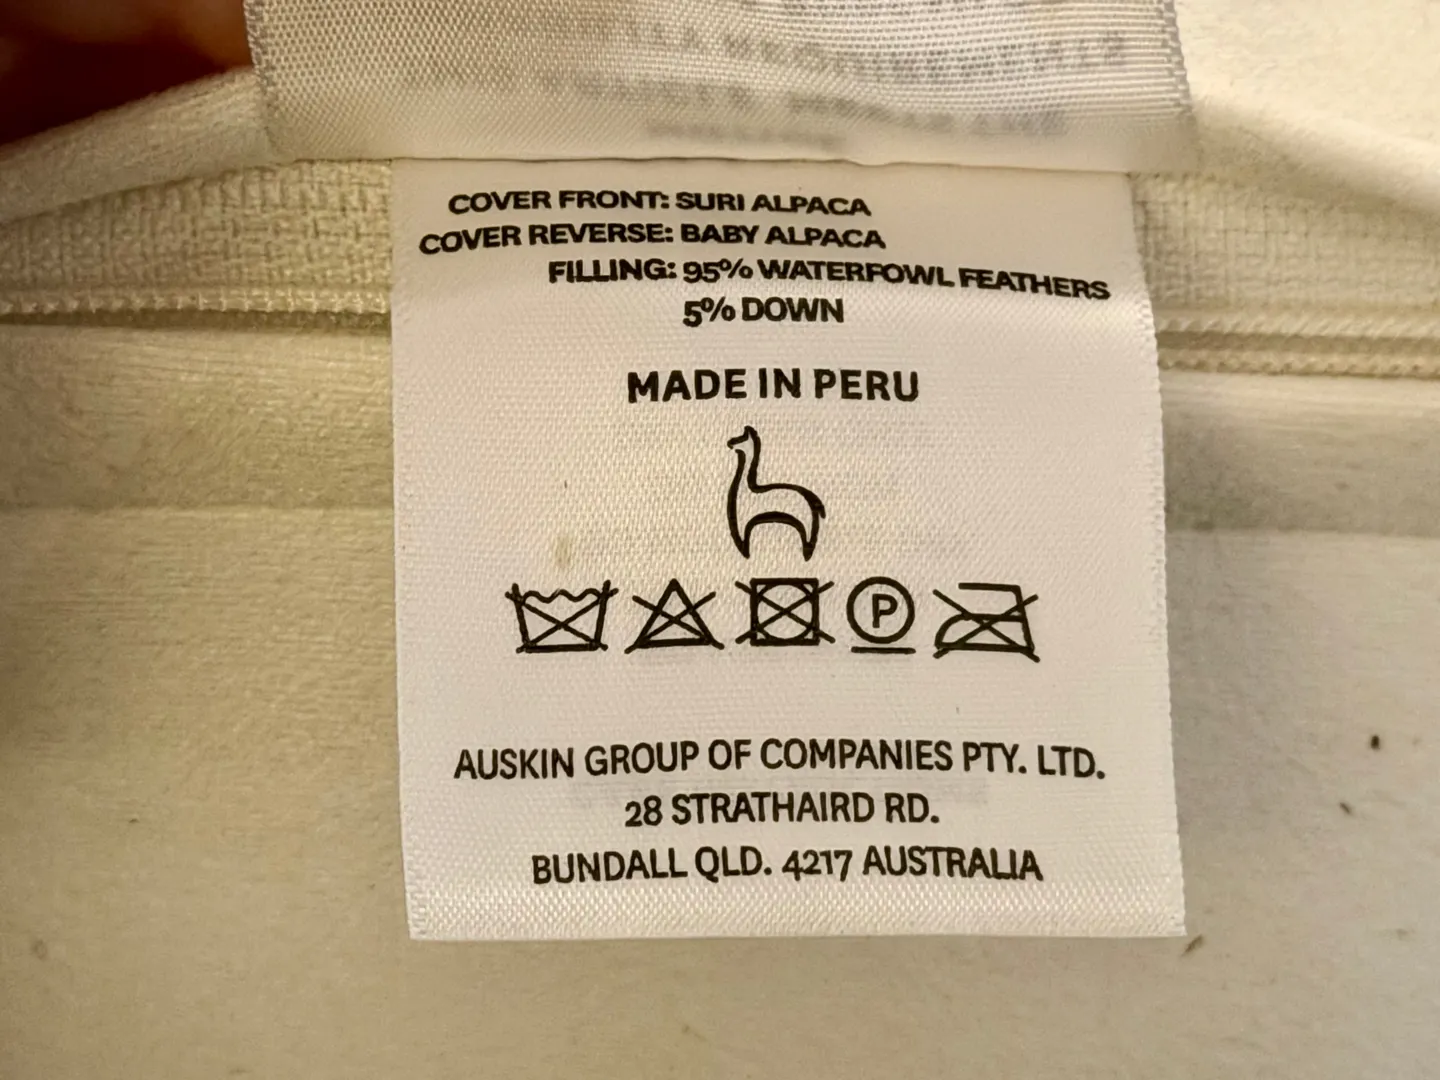 COVER FRONT: SURI ALPACA
COVER REVERSE: BABY ALPACA
FILLING: 95% WATERFOWL FEATHERS
5% DOWN
MADE IN PERU
P
AUSKIN GROUP OF COMPANIES PTY. LTD.
28 STRATHAIRD RD.
BUNDALL QLD. 4217 AUSTRALIA